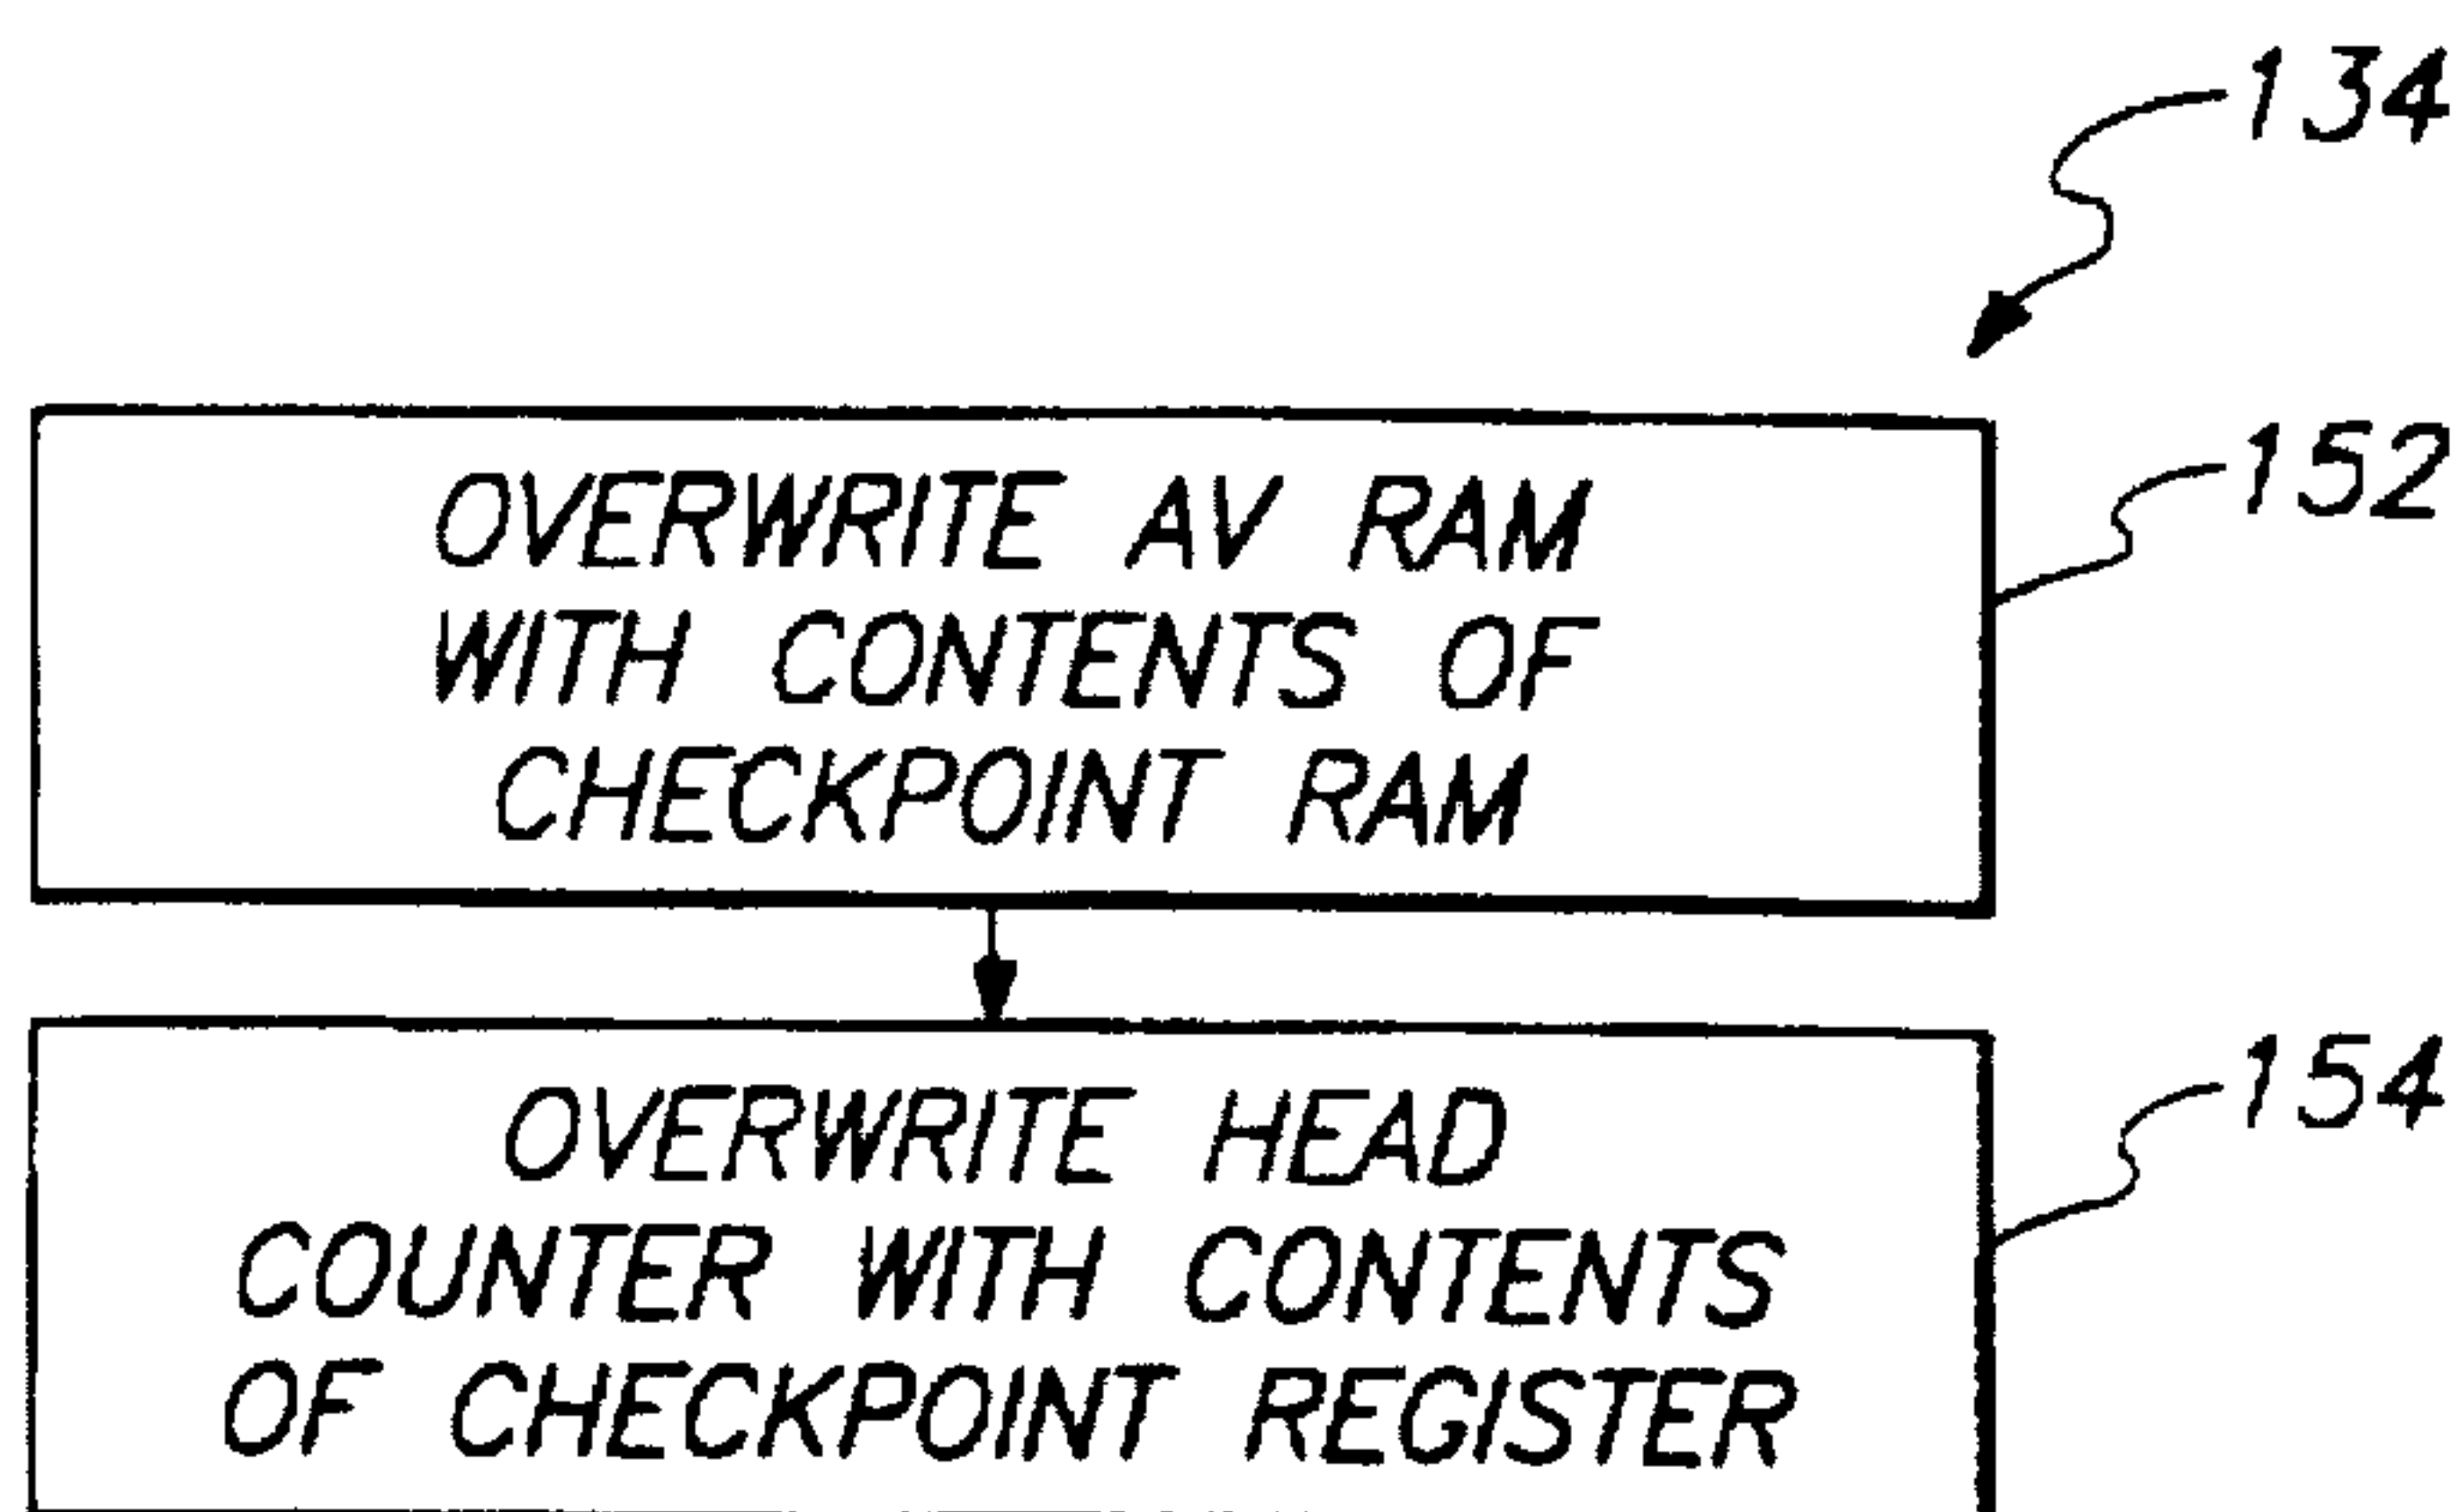 134
152
OVERWRITE AV RAM
WITH CONTENTS OF
CHECKPOINT RAM
154
OVERWRITE HEAD
COUNTER WITH CONTENTS
OF CHECKPOINT REGISTER